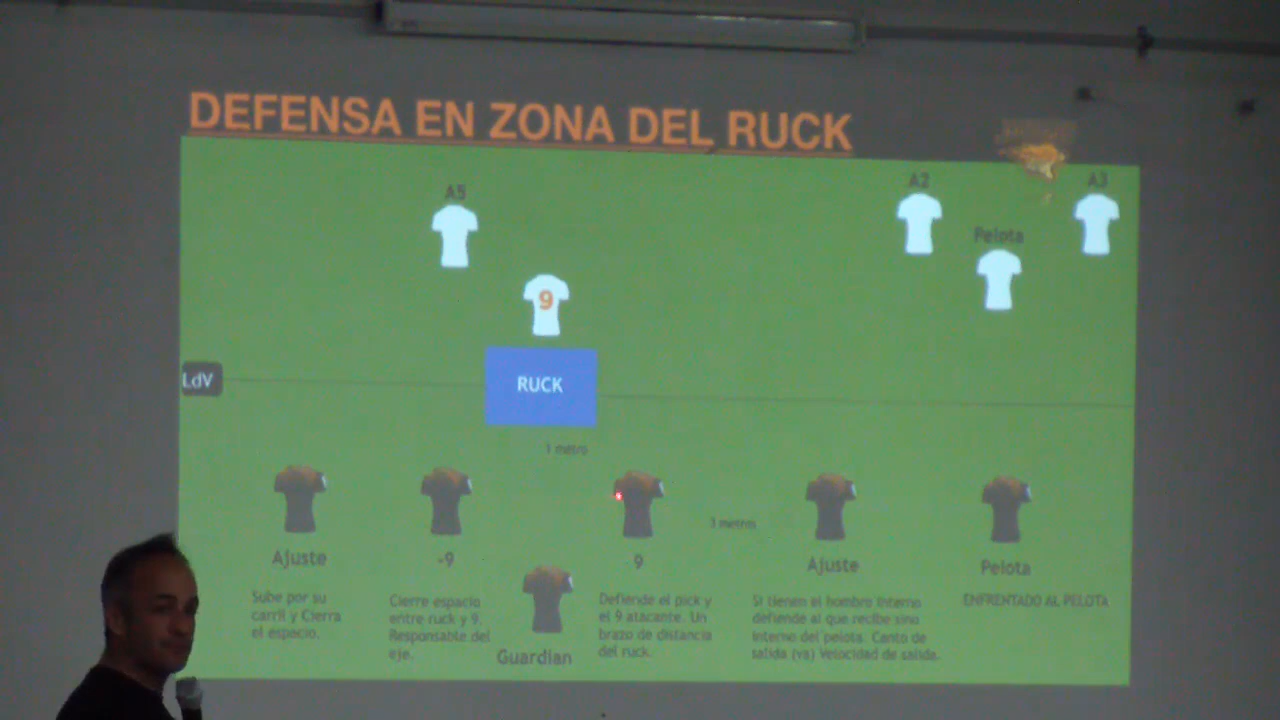 DEFENSA EN ZONA DEL RUCK
A5
A2
A3
Pelota
9
LdV
RUCK
1 metro
3 metros
Ajuste
-9
9
Ajuste
Pelota
Sube por su
carril y Cierra
el espacio.
Cierre espacio
entre ruck y 9.
Responsable del
eje.
Guardian
Defiende el pick y
el 9 atacante. Un
brazo de distancia
del ruck.
Si tienen el hombre interno
defiende al que recibe sino
interno del pelota. Canto de
salida (va) Velocidad de salida.
ENFRENTADO AL PELOTA